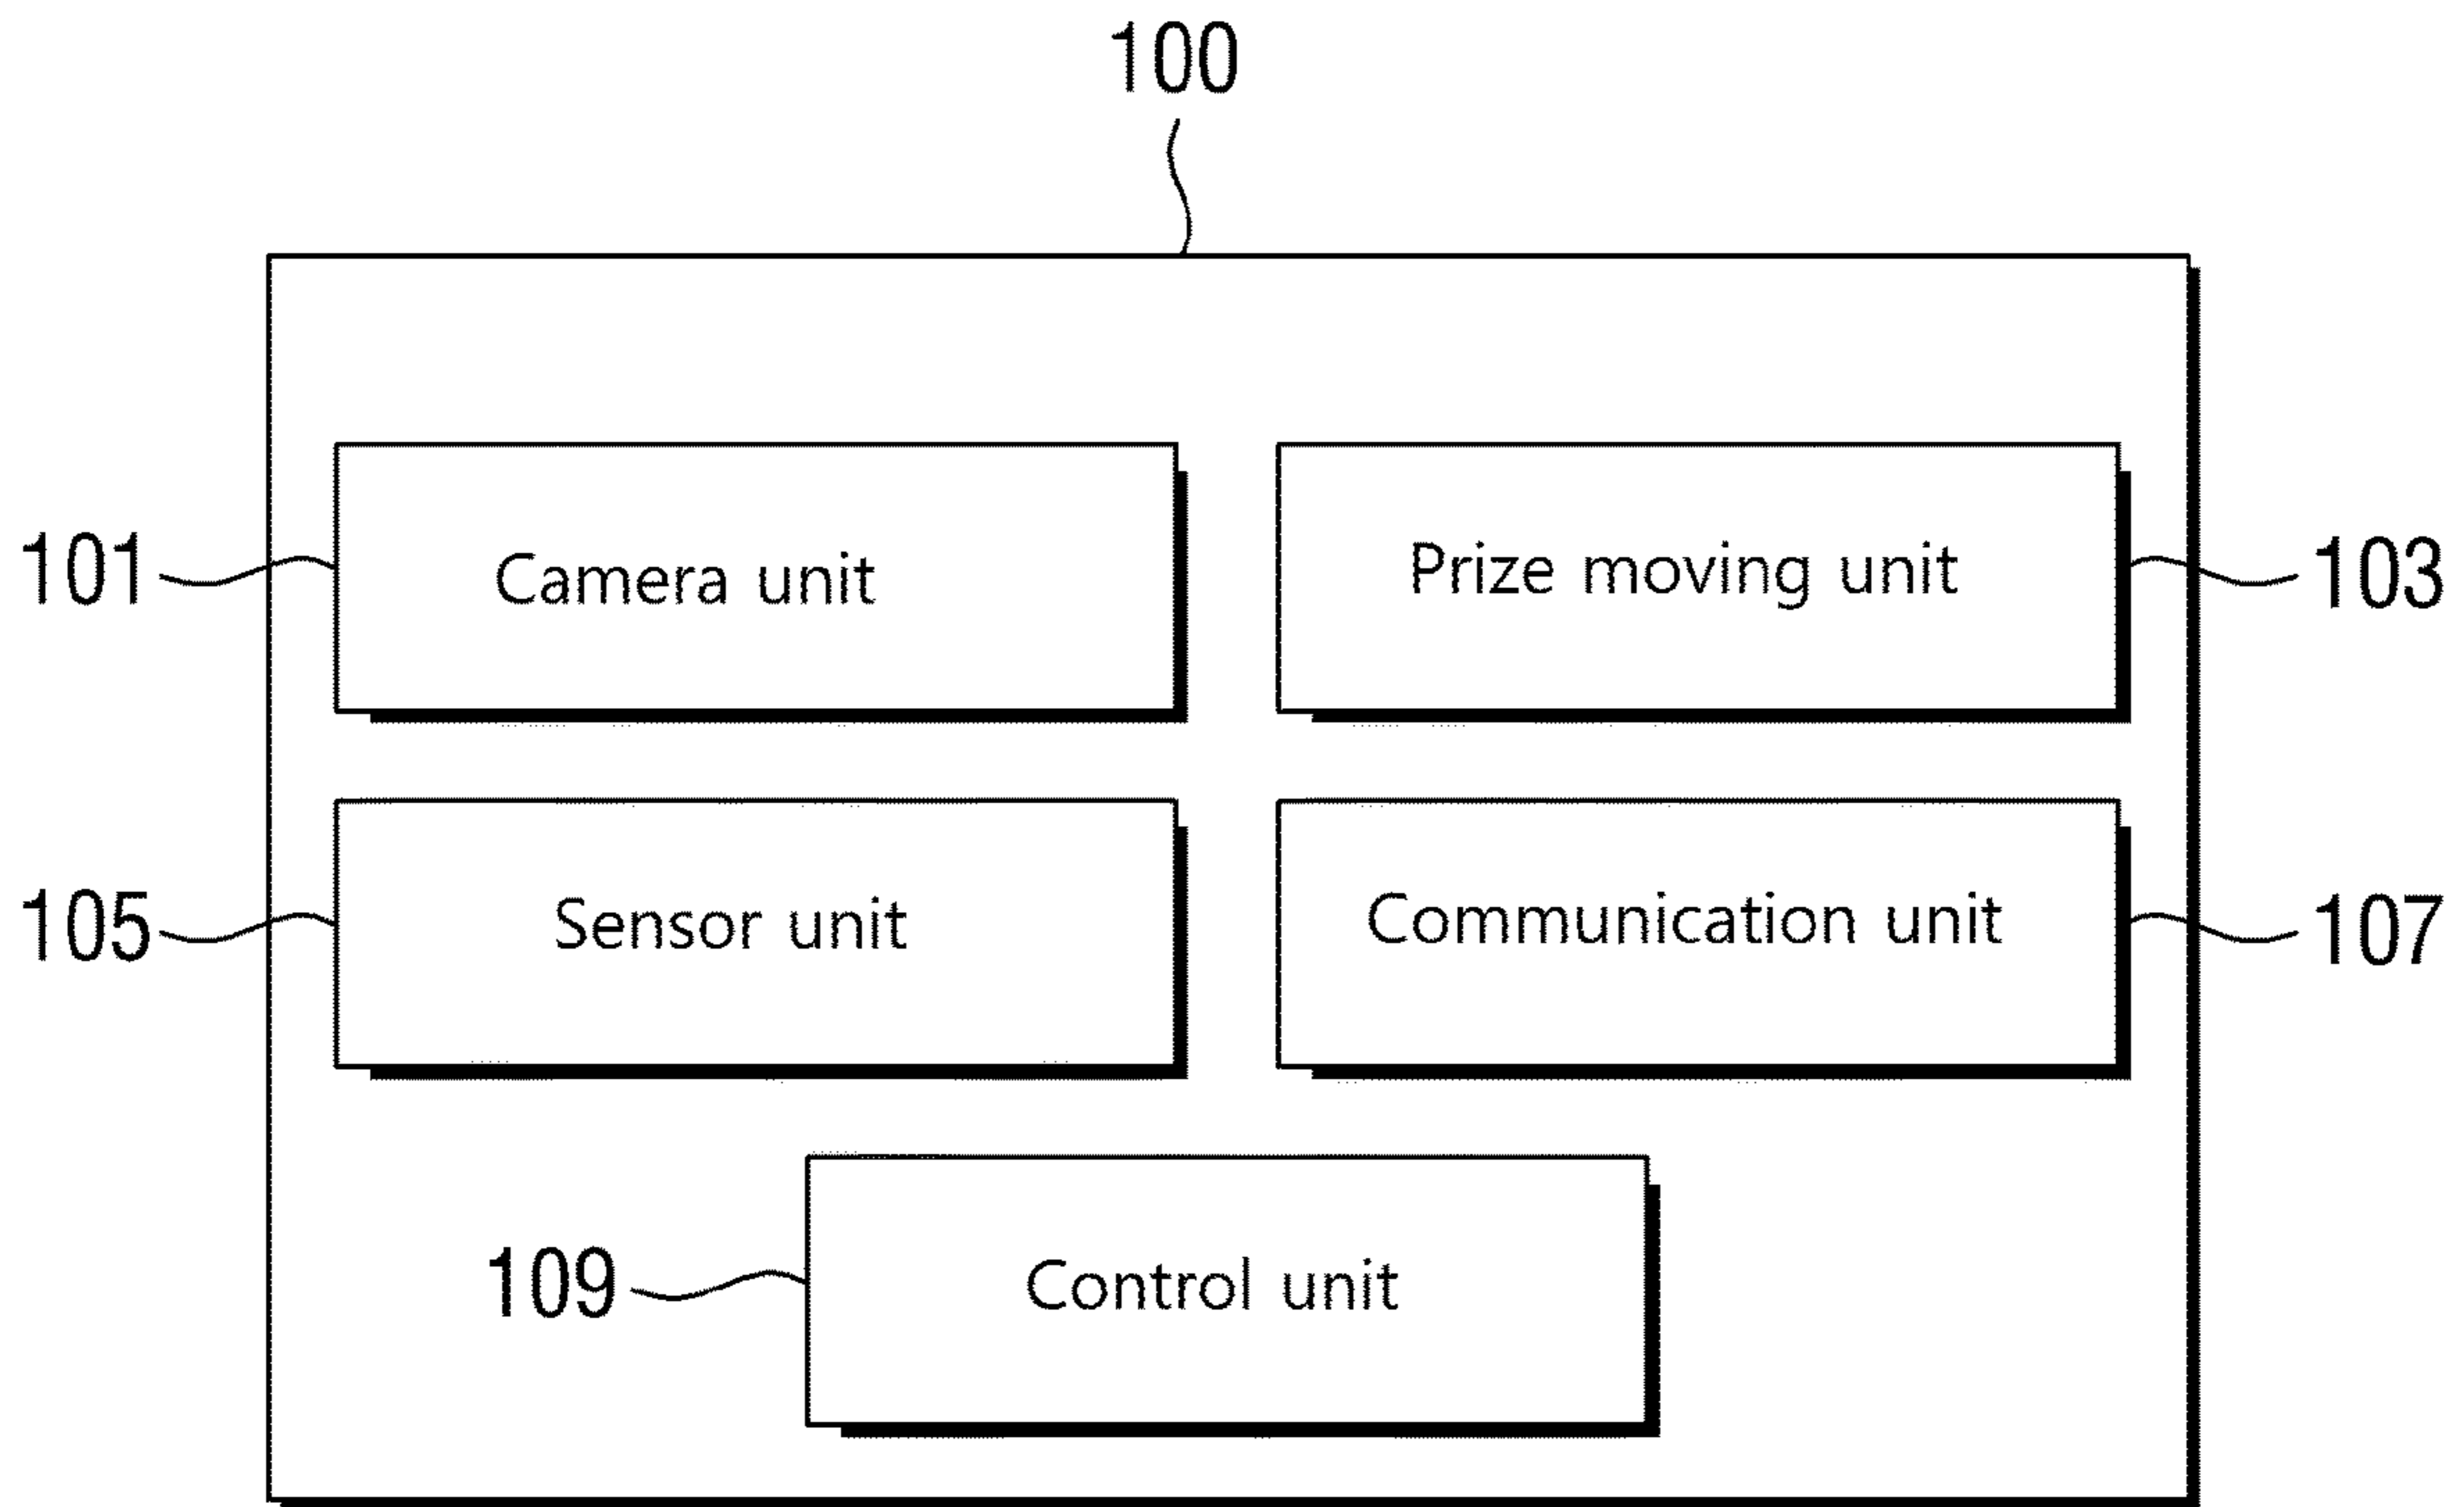 100
101 Camera unit Prize moving unit 103
105 Sensor unit Communication unit 107
109 Control unit